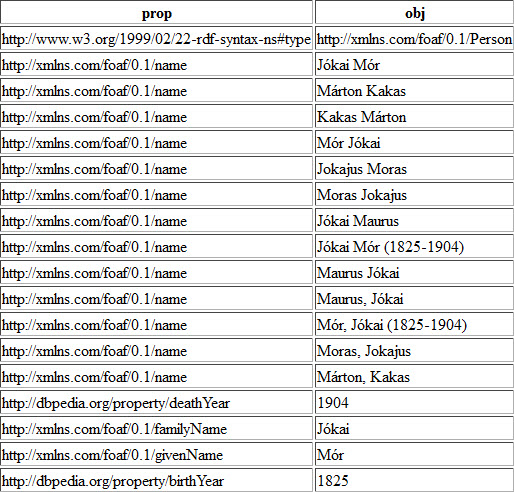 prop obj
http://www.w3.org/1999/02/22-rdf-syntax-ns#type http://xmlns.com/foaf/0.1/Person
http://xmlns.com/foaf/0.1/name Jókai Mór
http://xmlns.com/foaf/0.1/name Márton Kakas
http://xmlns.com/foaf/0.1/name Kakas Márton
http://xmlns.com/foaf/0.1/name Mór Jókai
http://xmlns.com/foaf/0.1/name Jokajus Moras
http://xmlns.com/foaf/0.1/name Moras Jokajus
http://xmlns.com/foaf/0.1/name Jókai Maurus
http://xmlns.com/foaf/0.1/name Jókai Mór (1825-1904)
http://xmlns.com/foaf/0.1/name Maurus Jókai
http://xmlns.com/foaf/0.1/name Maurus, Jókai
http://xmlns.com/foaf/0.1/name Mór, Jókai (1825-1904)
http://xmlns.com/foaf/0.1/name Moras, Jokajus
http://xmlns.com/foaf/0.1/name Márton, Kakas
http://dbpedia.org/property/deathYear 1904
http://xmlns.com/foaf/0.1/familyName Jókai
http://xmlns.com/foaf/0.1/givenName Mór
http://dbpedia.org/property/birthYear 1825